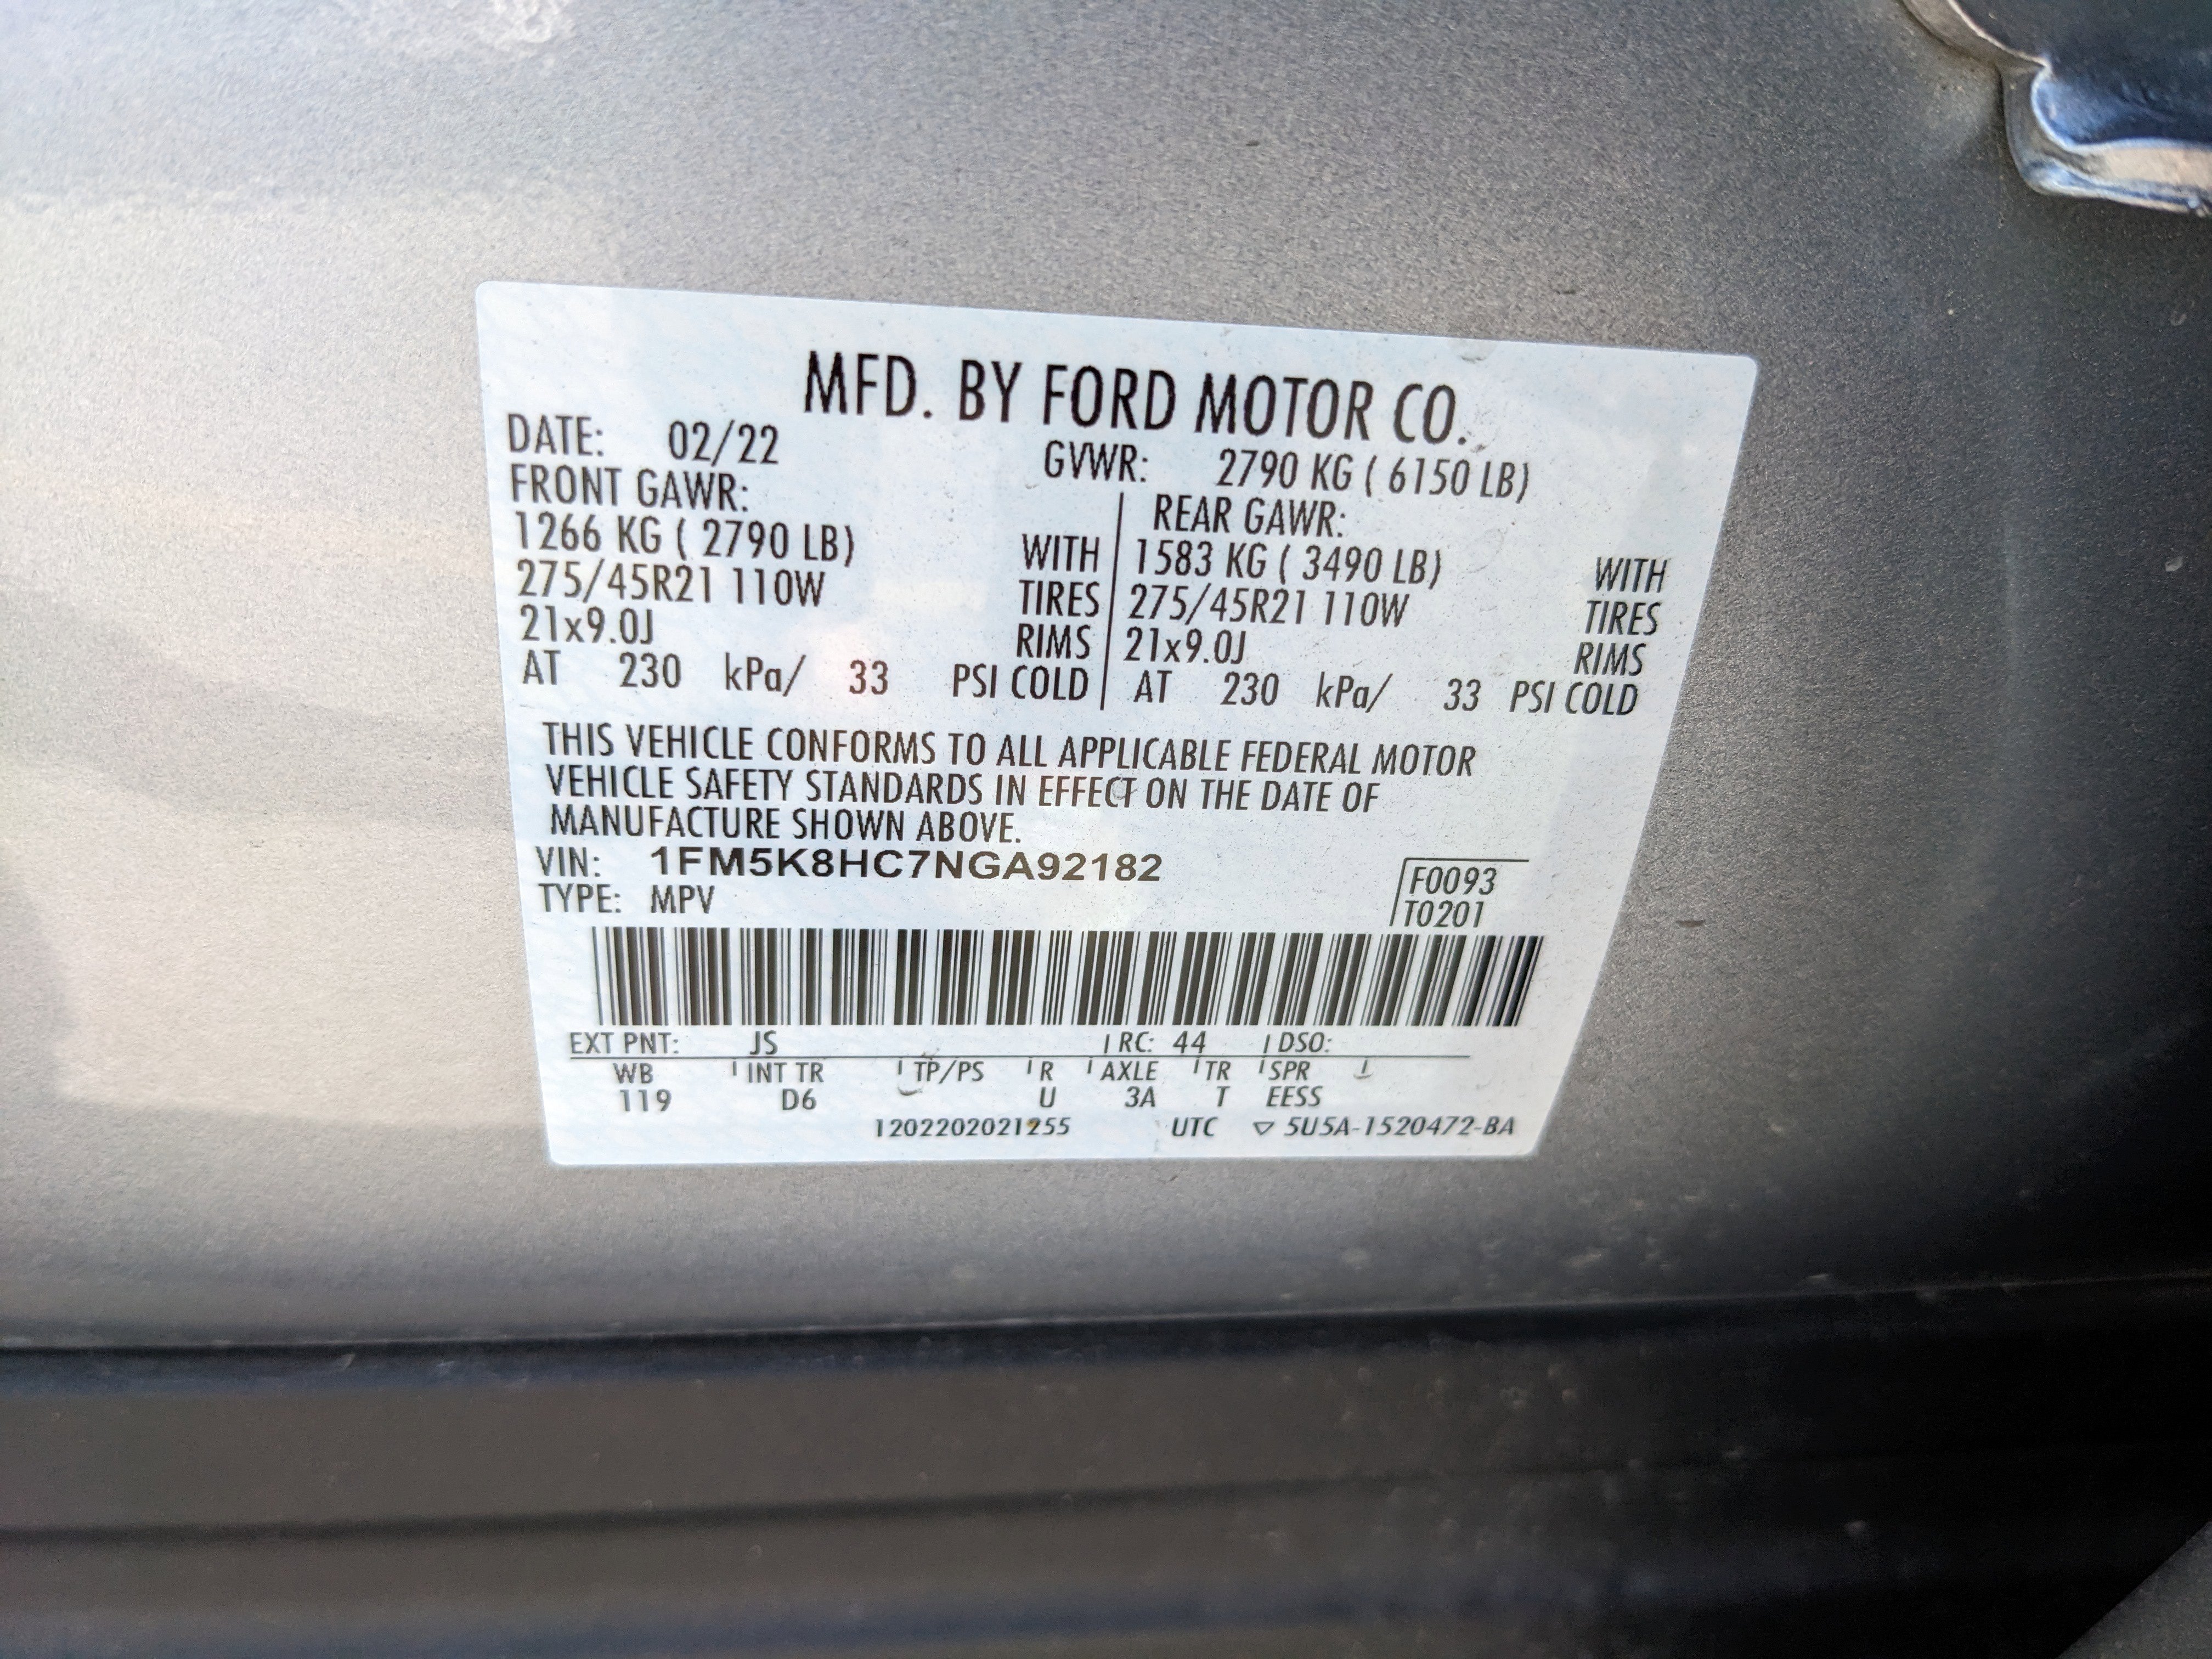 MFD. BY FORD MOTOR CO.
DATE: 02/22 GVWR: 2790 KG ( 6150 LB)
FRONT GAWR: REAR GAWR:
1266 KG ( 2790 LB) WITH 1583 KG ( 3490 LB) WITH
275/45R21 110W TIRES 275/45R21 110W TIRES
21x9.0J RIMS 21x9.0J RIMS
AT 230 kPa/ 33 PSI COLD AT 230 kPa/ 33 PSI COLD
THIS VEHICLE CONFORMS TO ALL APPLICABLE FEDERAL MOTOR
VEHICLE SAFETY STANDARDS IN EFFECT ON THE DATE OF
MANUFACTURE SHOWN ABOVE.
VIN: 1FM5K8HC7NGA92182
TYPE: MPV
F0093
T0201
EXT PNT: JS RC: 44 DSO:
WB INT TR TP/PS R AXLE TR SPR
119 D6 U 3A T EESS
1202202021255 UTC ▽ 5U5A-1520472-BA